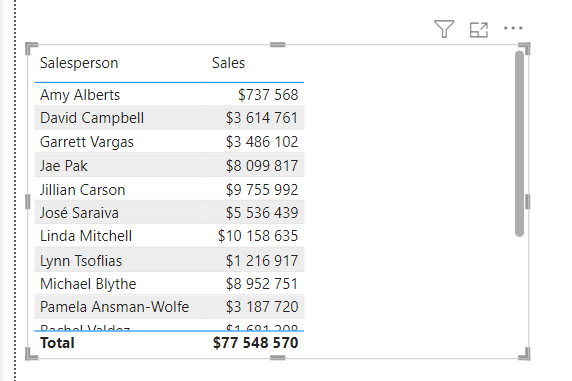 Salesperson Sales
Amy Alberts $737 568
David Campbell $3 614 761
Garrett Vargas $3 486 102
Jae Pak $8 099 817
Jillian Carson $9 755 992
José Saraiva $5 536 439
Linda Mitchell $10 158 635
Lynn Tsoflias $1 216 917
Michael Blythe $8 952 751
Pamela Ansman-Wolfe $3 187 720
Rachel Valdez
Total $77 548 570